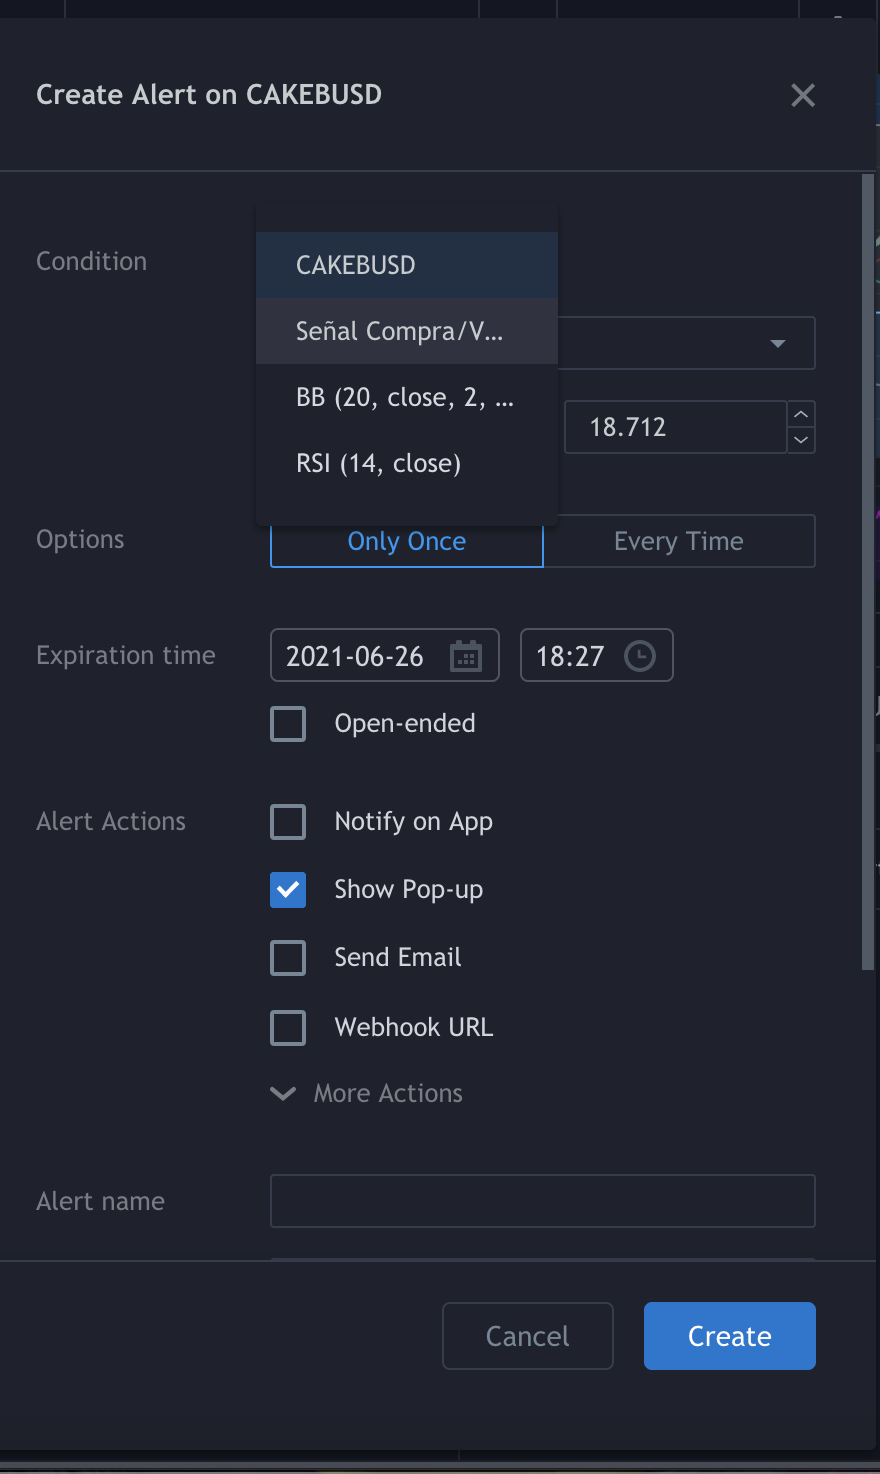 Create Alert on CAKEBUSD
Condition
CAKEBUSD
Señal Compra/V...
BB (20, close, 2, ...
RSI (14, close)
18.712
Options
Only Once
Every Time
Expiration time
2021-06-26
18:27
Open-ended
Alert Actions
Notify on App
Show Pop-up
Send Email
Webhook URL
More Actions
Alert name
Cancel
Create